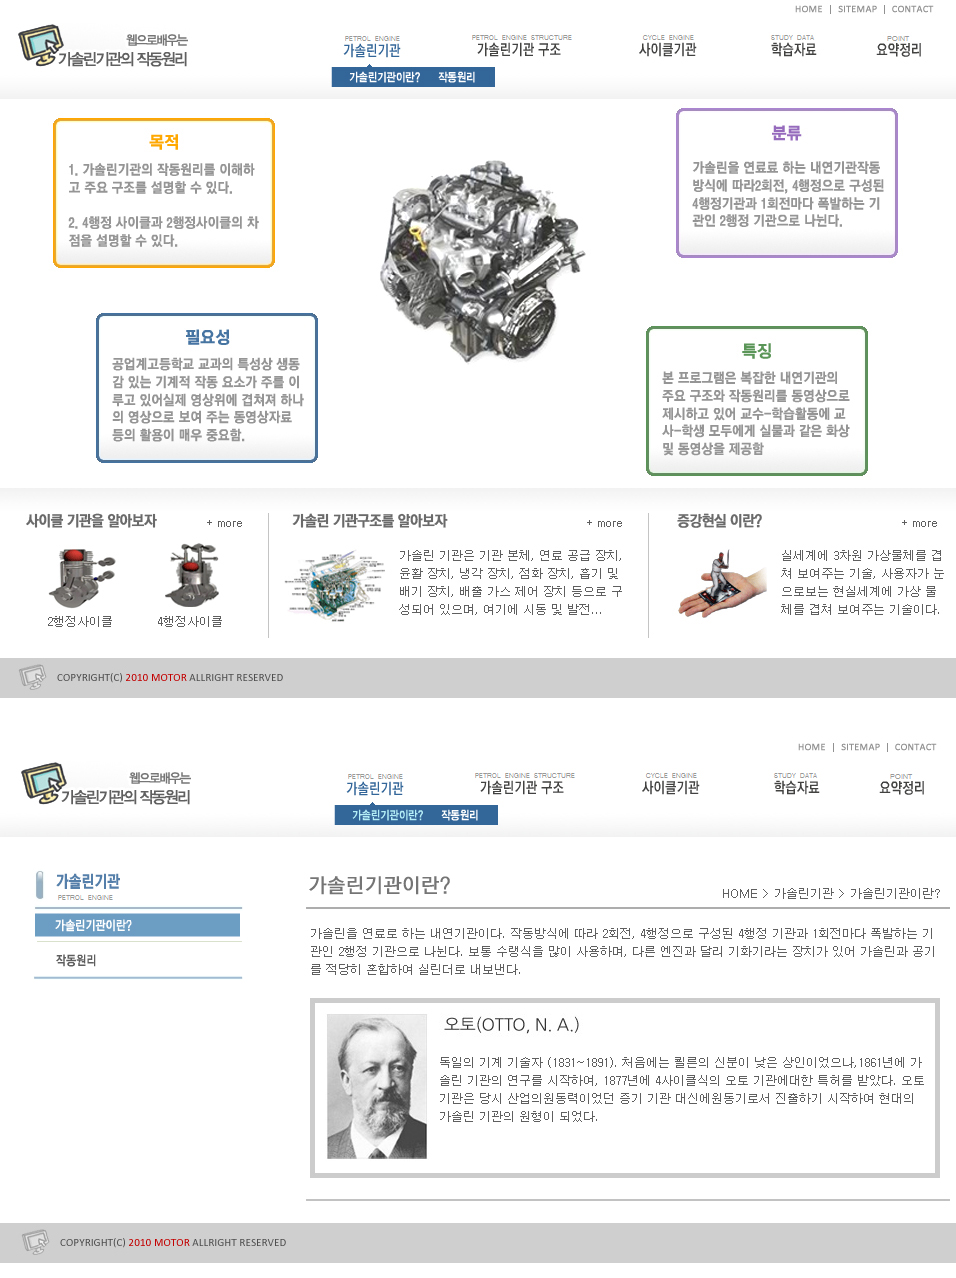 HOME | SITEMAP | CONTACT
웹으로배우는
가솔린기관의 작동원리
PETROL ENGINE
가솔린기관
PETROL ENGINE STRUCTURE
가솔린기관 구조
CYCLE ENGINE
사이클기관
STUDY DATA
학습자료
POINT
요약정리
가솔린기관이란? 작동원리
목적
1. 가솔린기관의 작동원리를 이해하
고 주요 구조를 설명할 수 있다.
2. 4행정 사이클과 2행정사이클의 차
점을 설명할 수 있다.
분류
가솔린을 연료로 하는 내연기관작동
방식에 따라2회전, 4행정으로 구성된
4행정기관과 1회전마다 폭발하는 기
관인 2행정 기관으로 나뉜다.
필요성
공업계고등학교 교과의 특성상 생동
감 있는 기계적 작동 요소가 주를 이
루고 있어실제 영상위에 겹쳐져 하나
의 영상으로 보여 주는 동영상자료
등의 활용이 매우 중요함.
특징
본 프로그램은 복잡한 내연기관의
주요 구조와 작동원리를 동영상으로
제시하고 있어 교수-학습활동에 교
사-학생 모두에게 실물과 같은 화상
및 동영상을 제공함
사이클 기관을 알아보자
+ more
2행정사이클
4행정사이클
가솔린 기관구조를 알아보자
+ more
가솔린 기관은 기관 본체, 연료 공급 장치,
윤활 장치, 냉각 장치, 점화 장치, 흡기 및
배기 장치, 배출 가스 제어 장치 등으로 구
성되어 있으며, 여기에 시동 및 발전...
증강현실 이란?
+ more
실세계에 3차원 가상물체를 겹
쳐 보여주는 기술, 사용자가 눈
으로보는 현실세계에 가상 물
체를 겹쳐 보여주는 기술이다.
COPYRIGHT(C) 2010 MOTOR ALLRIGHT RESERVED
HOME | SITEMAP | CONTACT
웹으로배우는
가솔린기관의 작동원리
PETROL ENGINE
가솔린기관
PETROL ENGINE STRUCTURE
가솔린기관 구조
CYCLE ENGINE
사이클기관
STUDY DATA
학습자료
POINT
요약정리
가솔린기관이란? 작동원리
가솔린기관
PETROL ENGINE
가솔린기관이란?
작동원리
가솔린기관이란?
HOME > 가솔린기관 > 가솔린기관이란?
가솔린을 연료로 하는 내연기관이다. 작동방식에 따라 2회전, 4행정으로 구성된 4행정 기관과 1회전마다 폭발하는 기
관인 2행정 기관으로 나뉜다. 보통 수랭식을 많이 사용하며, 다른 엔진과 달리 기화기라는 장치가 있어 가솔린과 공기
를 적당히 혼합하여 실린더로 내보낸다.
오토(OTTO, N. A.)
독일의 기계 기술자 (1831~1891). 처음에는 쾰른의 신분이 낮은 상인이었으나,1861년에 가
솔린 기관의 연구를 시작하여, 1877년에 4사이클식의 오토 기관에대한 특허를 받았다. 오토
기관은 당시 산업의원동력이었던 증기 기관 대신에원동기로서 진출하기 시작하여 현대의
가솔린 기관의 원형이 되었다.
COPYRIGHT(C) 2010 MOTOR ALLRIGHT RESERVED